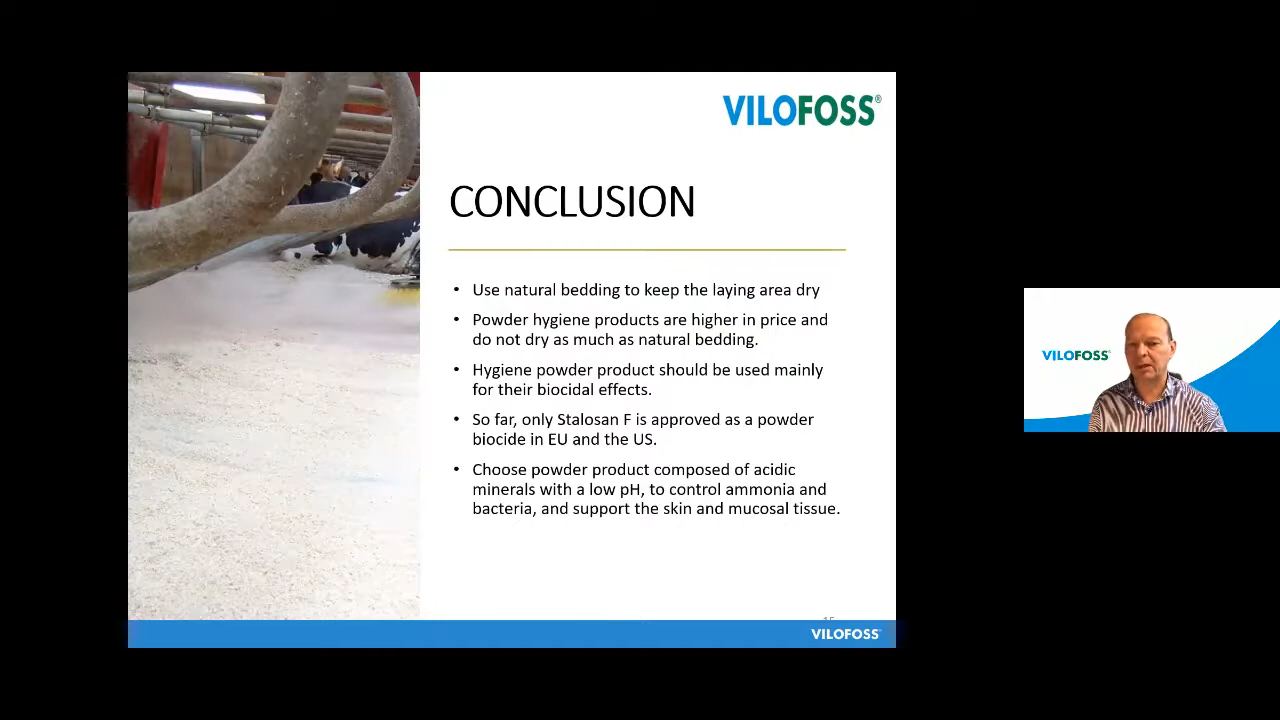 VILOFOSS®
CONCLUSION
• Use natural bedding to keep the laying area dry
• Powder hygiene products are higher in price and
do not dry as much as natural bedding.
• Hygiene powder product should be used mainly
for their biocidal effects.
• So far, only Stalosan F is approved as a powder
biocide in EU and the US.
• Choose powder product composed of acidic
minerals with a low pH, to control ammonia and
bacteria, and support the skin and mucosal tissue.
15
VILOFOSS®
VILOFOSS®